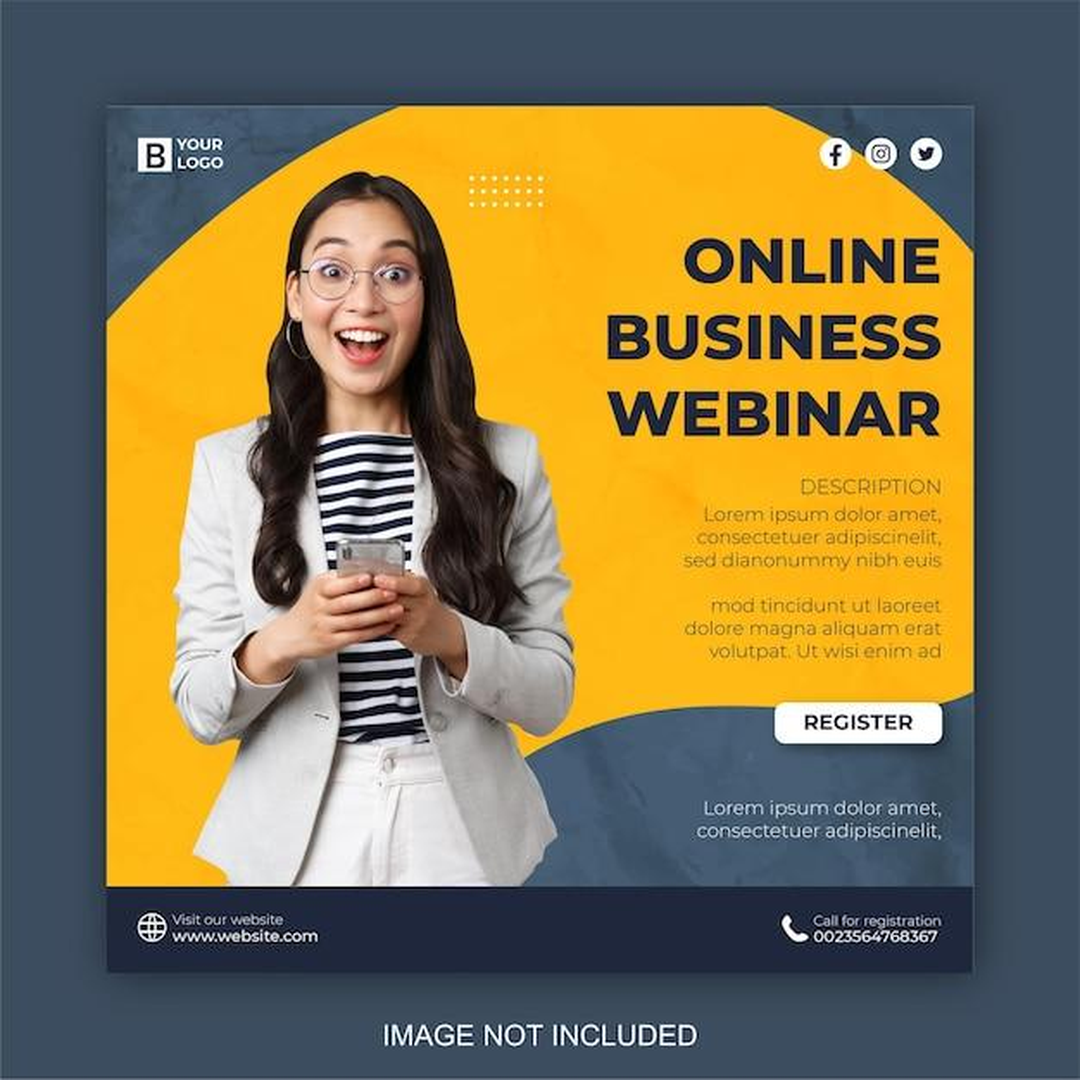 B
YOUR
LOGO
ONLINE
BUSINESS
WEBINAR
DESCRIPTION
Lorem ipsum dolor amet,
consectetuer adipiscinelit,
sed dianonummy nibh euis
mod tincidunt ut laoreet
dolore magna aliquam erat
volutpat. Ut wisi enim ad
REGISTER
Lorem ipsum dolor amet,
consectetuer adipiscinelit,
Visit our website
www.website.com
Call for registration
0023564768367
IMAGE NOT INCLUDED